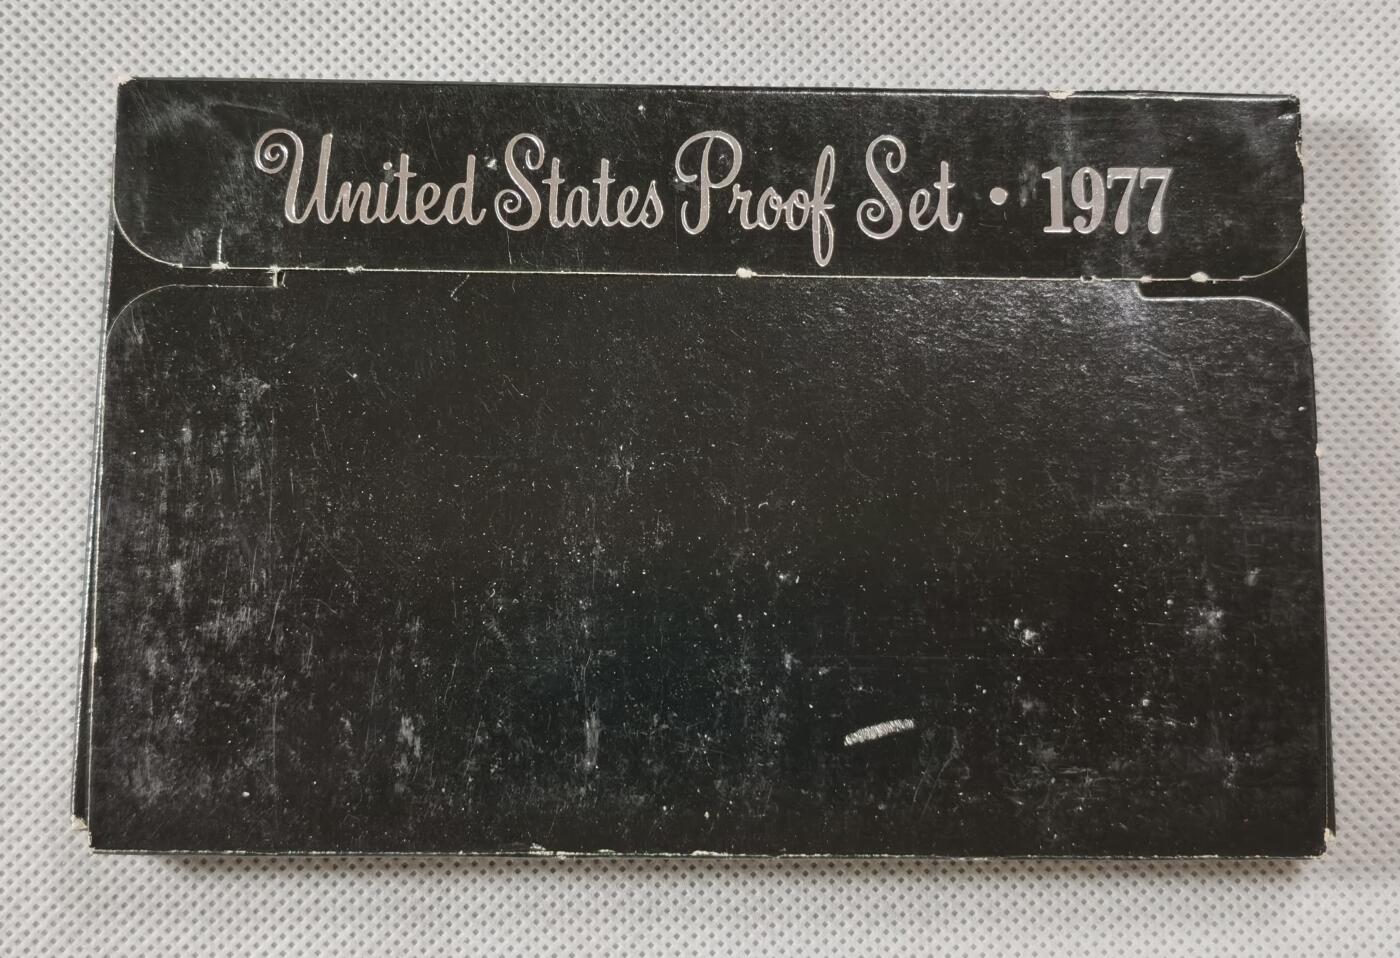 United States Proof Set • 1977